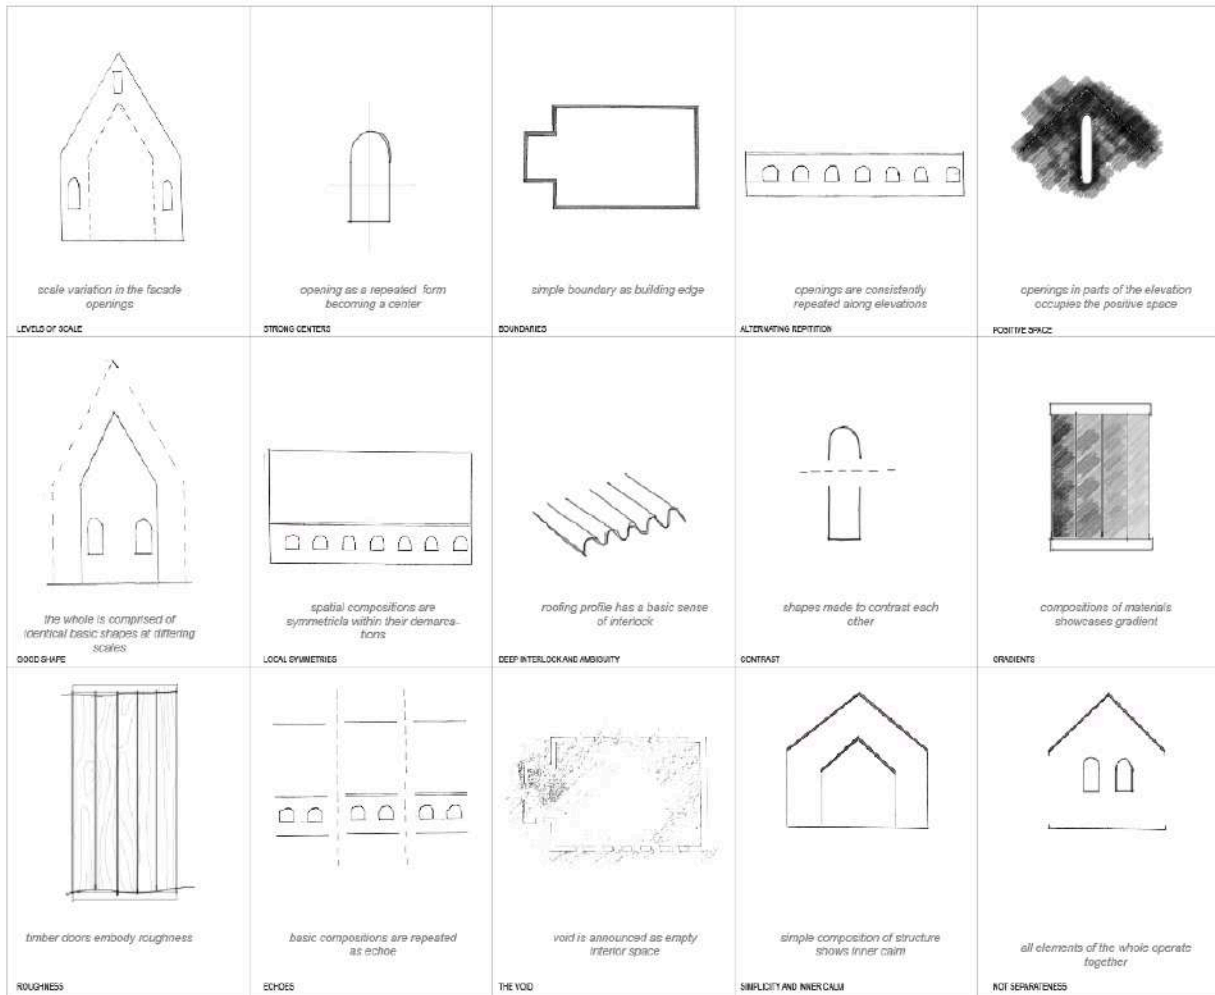 scale variation in the facade
openings
LEVELS OF SCALE
opening as a repeated form
becoming a center
STRONG CENTERS
simple boundary as building edge
BOUNDARIES
openings are consistently
repeated along elevations
ALTERNATING REPITITION
openings in parts of the elevation
occupies the positive space
POSITIVE SPACE
the whole is comprised of
identical basic shapes at differing
scales
GOOD SHAPE
spatial compositions are
symmetricla within their demarca-
tions
LOCAL SYMMETRIES
roofing profile has a basic sense
of interlock
DEEP INTERLOCK AND AMBIGUITY
shapes made to contrast each
other
CONTRAST
compositions of materials
showcases gradient
GRADIENTS
timber doors embody roughness
ROUGHNESS
basic compositions are repeated
as echoe
ECHOES
void is announced as empty
interior space
THE VOID
simple composition of structure
shows inner calm
SIMPLICITY AND INNER CALM
all elements of the whole operate
together
NOT SEPARATENESS